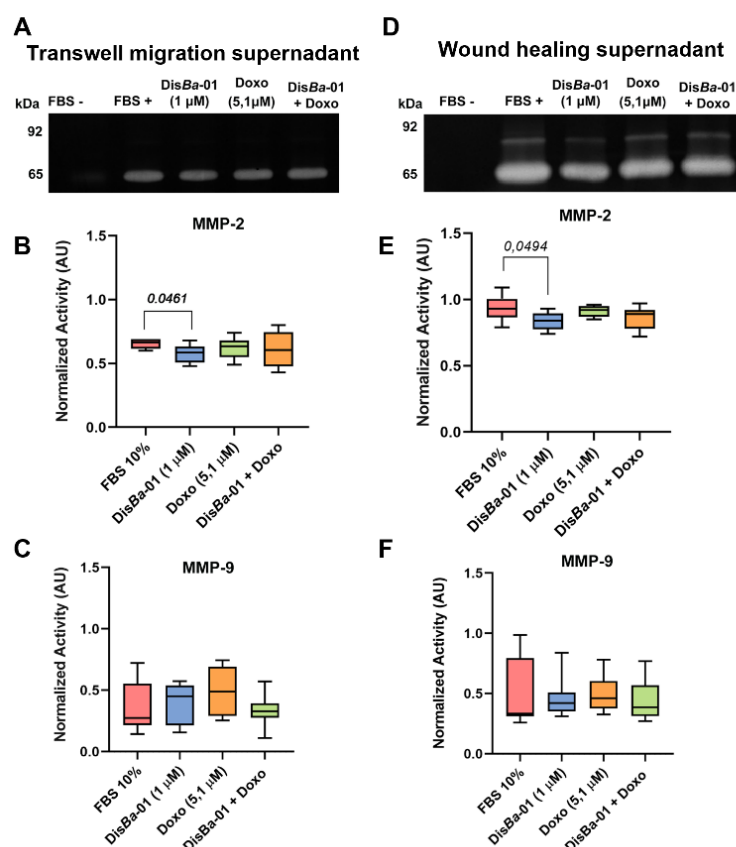 A
Transwell migration supernadant
kDa FBS - FBS + DisBa-01 (1 μM) Doxo (5,1μM) DisBa-01 + Doxo
92
65
B
MMP-2
Normalized Activity (AU)
1.5
1.0
0.5
0.0
0.0461
FBS 10%
DisBa-01 (1 μM)
Doxo (5,1 μM)
DisBa-01 + Doxo
C
MMP-9
Normalized Activity (AU)
1.5
1.0
0.5
0.0
FBS 10%
DisBa-01 (1 μM)
Doxo (5,1 μM)
DisBa-01 + Doxo
D
Wound healing supernadant
kDa FBS - FBS + DisBa-01 (1 μM) Doxo (5,1μM) DisBa-01 + Doxo
92
65
E
MMP-2
Normalized Activity (AU)
1.5
1.0
0.5
0.0
0,0494
FBS 10%
DisBa-01 (1 μM)
Doxo (5,1 μM)
DisBa-01 + Doxo
F
MMP-9
Normalized Activity (AU)
1.5
1.0
0.5
0.0
FBS 10%
DisBa-01 (1 μM)
Doxo (5,1 μM)
DisBa-01 + Doxo